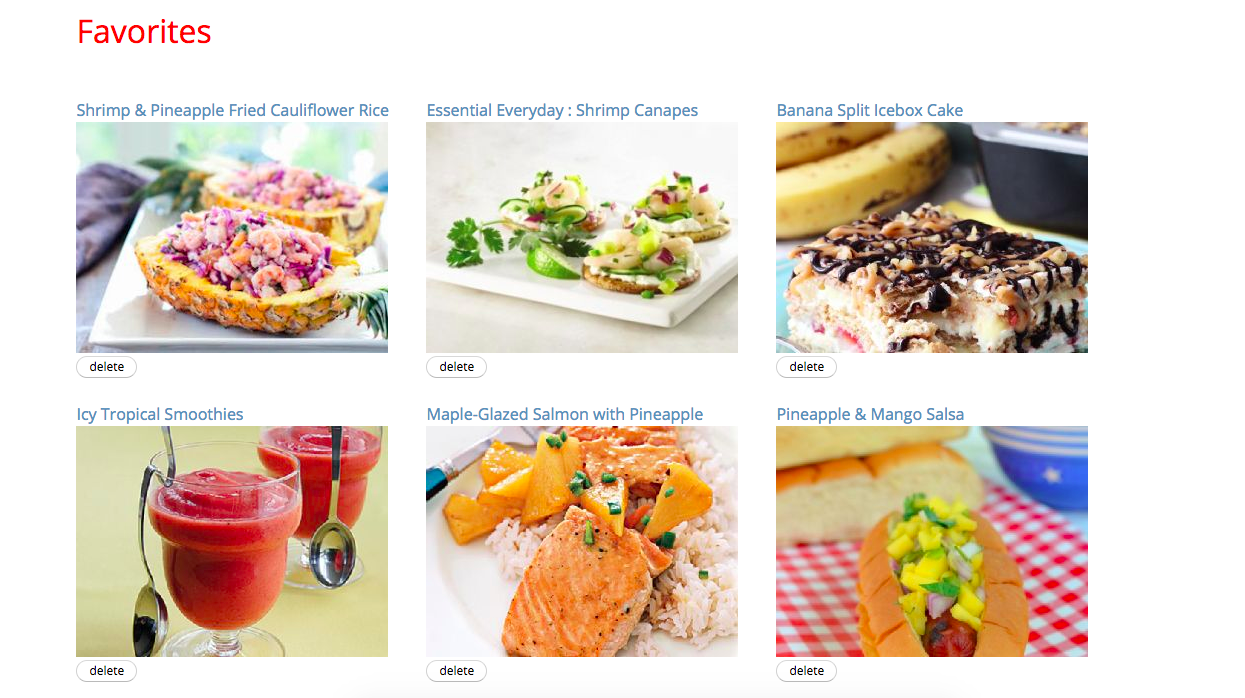 Favorites
Shrimp & Pineapple Fried Cauliflower Rice
Essential Everyday : Shrimp Canapes
Banana Split Icebox Cake
delete
delete
delete
Icy Tropical Smoothies
Maple-Glazed Salmon with Pineapple
Pineapple & Mango Salsa
delete
delete
delete